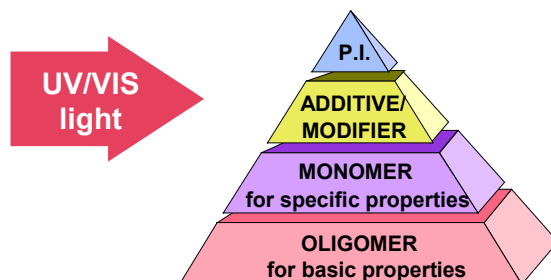 UV/VIS
light
P.I.
ADDITIVE/
MODIFIER
MONOMER
for specific properties
OLIGOMER
for basic properties